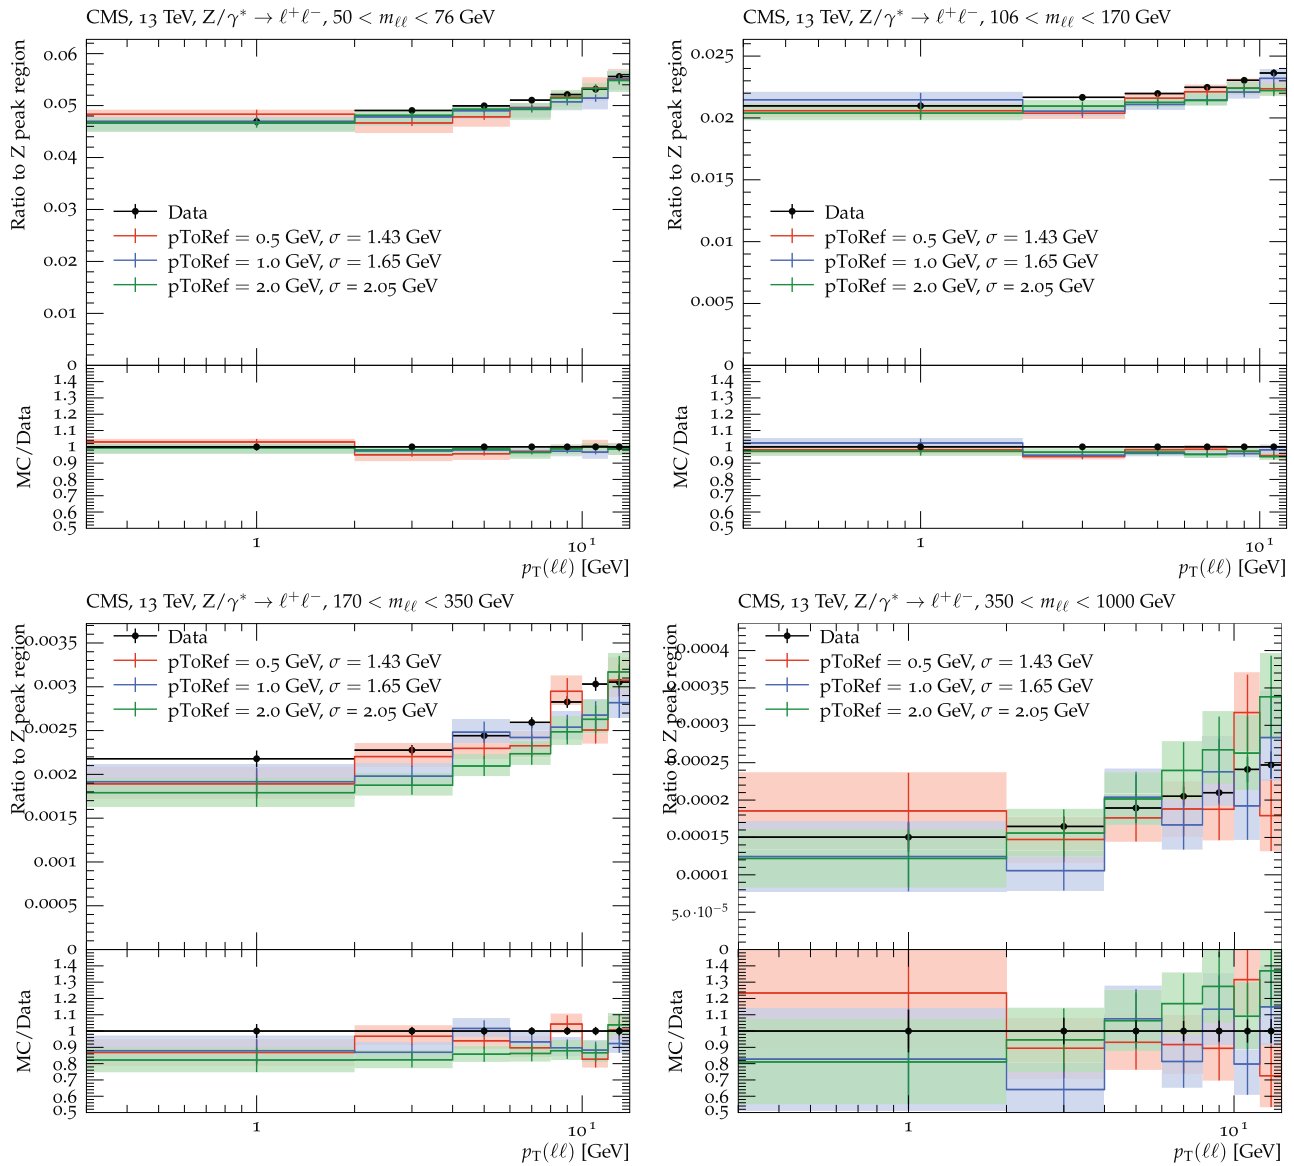 CMS, 13 TeV, Z/γ* → ℓ+ℓ−, 50 < mℓℓ < 76 GeV
Ratio to Z peak region
0.06
0.05
0.04
0.03
0.02
0.01
0
Data
pToRef = 0.5 GeV, σ = 1.43 GeV
pToRef = 1.0 GeV, σ = 1.65 GeV
pToRef = 2.0 GeV, σ = 2.05 GeV
MC/Data
1.4
1.3
1.2
1.1
1
0.9
0.8
0.7
0.6
0.5
1
10¹
pT(ℓℓ) [GeV]
CMS, 13 TeV, Z/γ* → ℓ+ℓ−, 106 < mℓℓ < 170 GeV
Ratio to Z peak region
0.025
0.02
0.015
0.01
0.005
0
Data
pToRef = 0.5 GeV, σ = 1.43 GeV
pToRef = 1.0 GeV, σ = 1.65 GeV
pToRef = 2.0 GeV, σ = 2.05 GeV
MC/Data
1.4
1.3
1.2
1.1
1
0.9
0.8
0.7
0.6
0.5
1
10¹
pT(ℓℓ) [GeV]
CMS, 13 TeV, Z/γ* → ℓ+ℓ−, 170 < mℓℓ < 350 GeV
Ratio to Z peak region
0.0035
0.003
0.0025
0.002
0.0015
0.001
0.0005
0
Data
pToRef = 0.5 GeV, σ = 1.43 GeV
pToRef = 1.0 GeV, σ = 1.65 GeV
pToRef = 2.0 GeV, σ = 2.05 GeV
MC/Data
1.4
1.3
1.2
1.1
1
0.9
0.8
0.7
0.6
0.5
1
10¹
pT(ℓℓ) [GeV]
CMS, 13 TeV, Z/γ* → ℓ+ℓ−, 350 < mℓℓ < 1000 GeV
Ratio to Z peak region
0.0004
0.00035
0.0003
0.00025
0.0002
0.00015
0.0001
5.0·10⁻⁵
0
Data
pToRef = 0.5 GeV, σ = 1.43 GeV
pToRef = 1.0 GeV, σ = 1.65 GeV
pToRef = 2.0 GeV, σ = 2.05 GeV
MC/Data
1.4
1.3
1.2
1.1
1
0.9
0.8
0.7
0.6
0.5
1
10¹
pT(ℓℓ) [GeV]